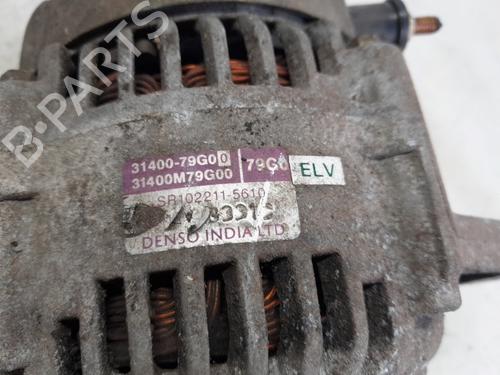 31400-79G00 79G0 ELV
31400M79G00
SR102211-5610
DENSO INDIA LTD
B-PARTS